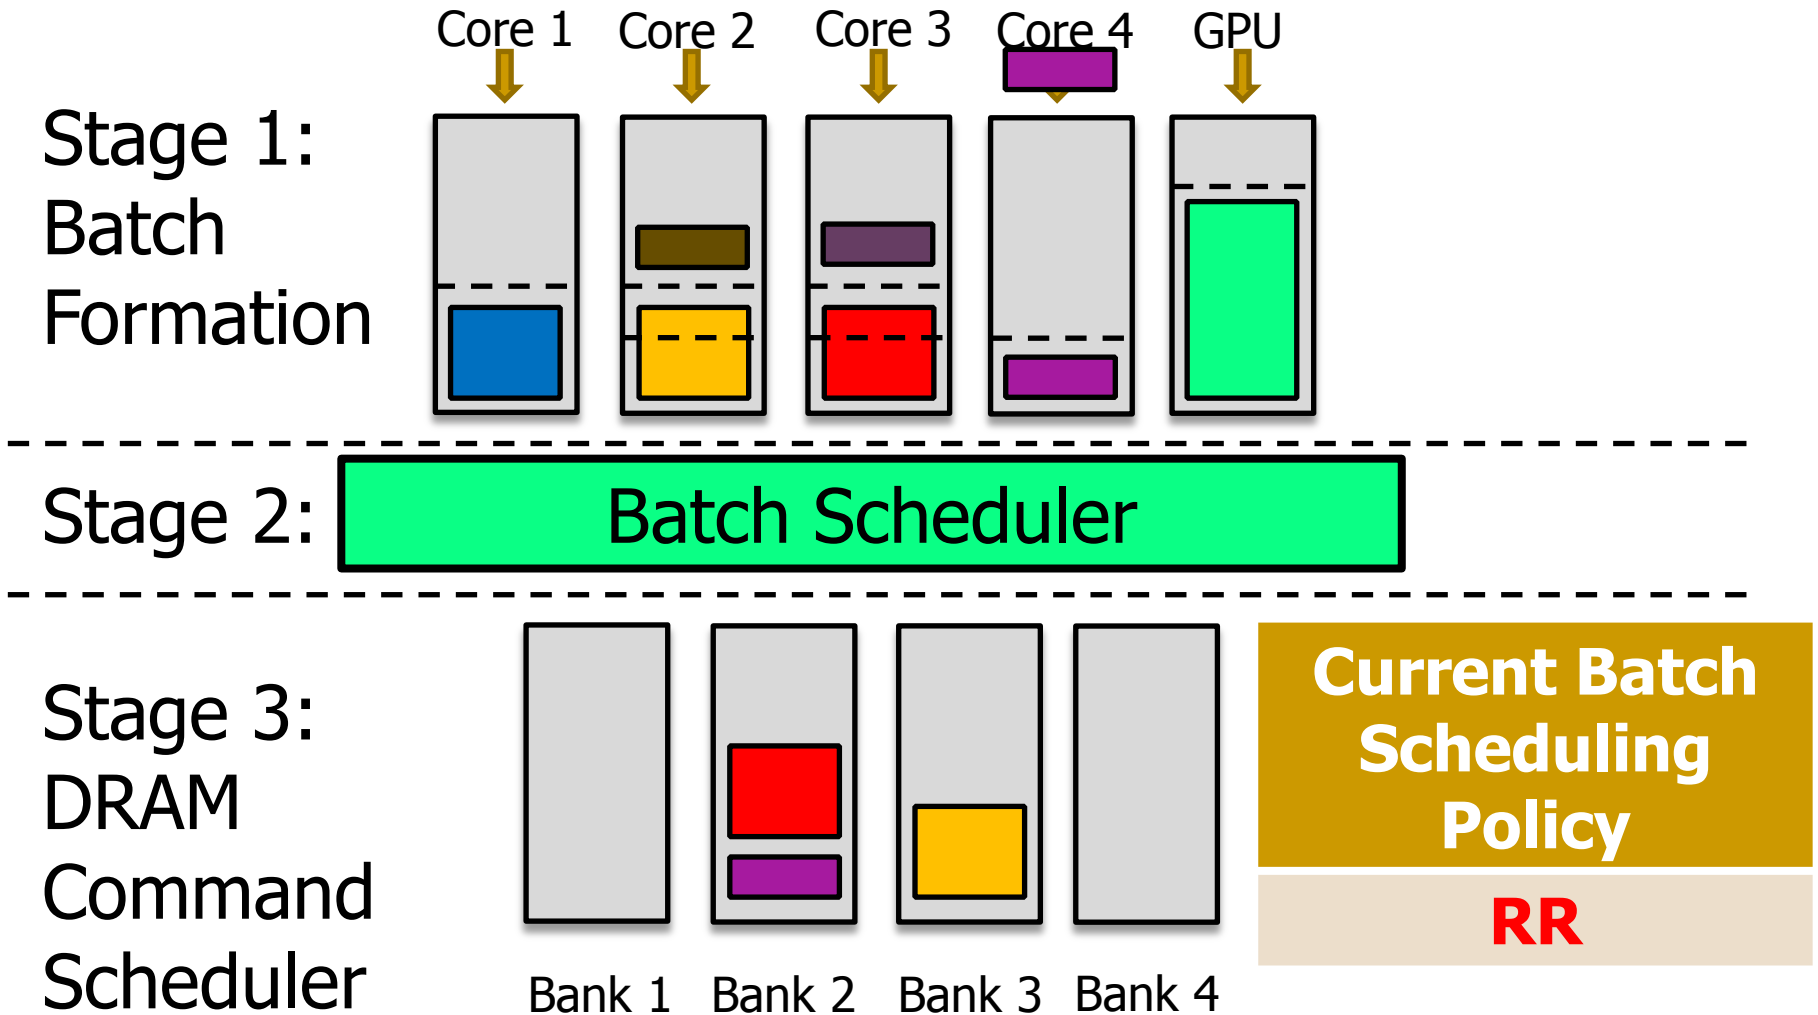 Core 1
Core 2
Core 3
Core 4
GPU
Stage 1:
Batch
Formation
Stage 2:
Batch Scheduler
Stage 3:
DRAM
Command
Scheduler
Bank 1
Bank 2
Bank 3
Bank 4
Current Batch
Scheduling
Policy
RR